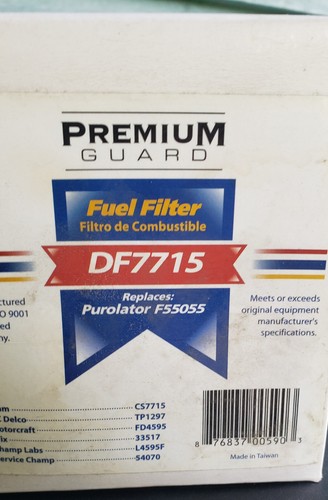 PREMIUM
GUARD
Fuel Filter
Filtro de Combustible
DF7715
Replaces:
Purolator F55055
Meets or exceeds
original equipment
manufacturer's
specifications.
ctured
O 9001
ed
ny.
am CS7715
Delco TP1297
otorcraft FD4595
ix 33517
hamp Labs L4595F
ervice Champ 54070
8 76837 00590 3
Made in Taiwan